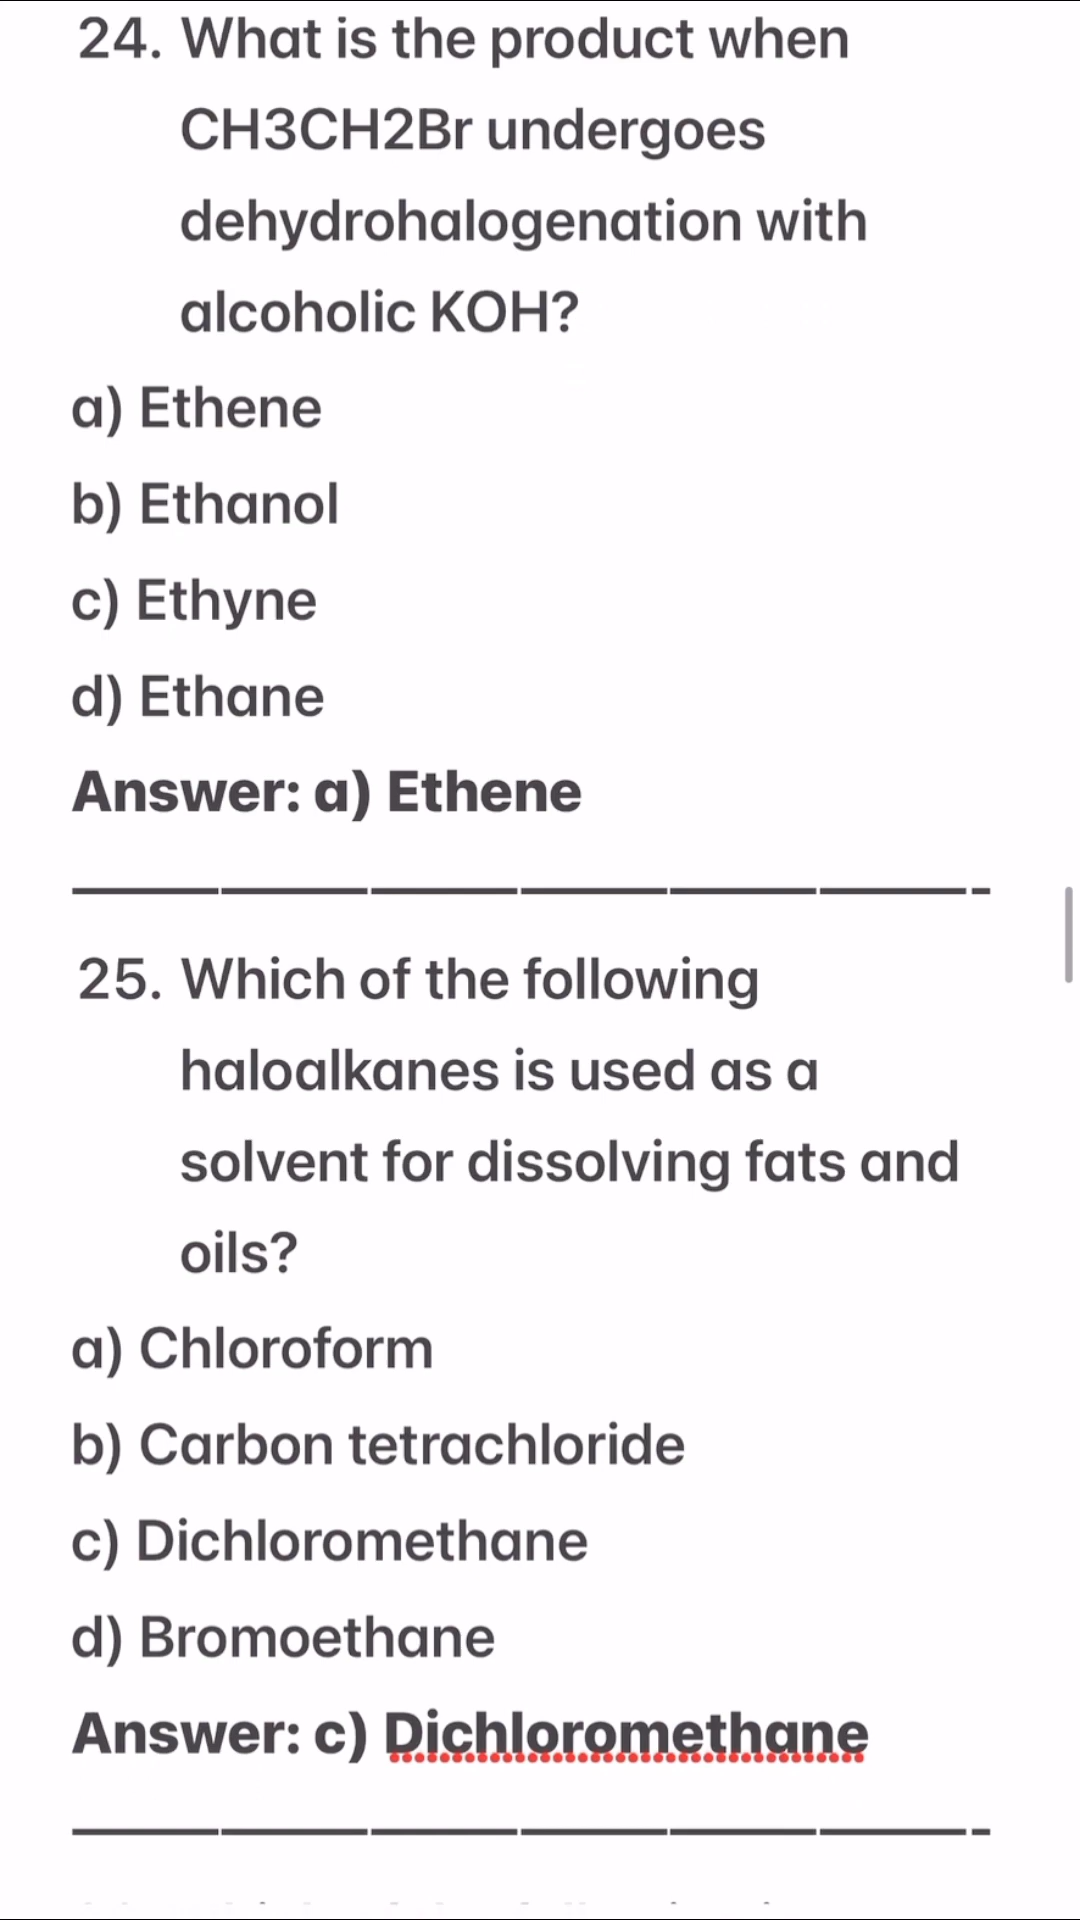 24. What is the product when
CH3CH2Br undergoes
dehydrohalogenation with
alcoholic KOH?
a) Ethene
b) Ethanol
c) Ethyne
d) Ethane
Answer: a) Ethene
——————-
25. Which of the following
haloalkanes is used as a
solvent for dissolving fats and
oils?
a) Chloroform
b) Carbon tetrachloride
c) Dichloromethane
d) Bromoethane
Answer: c) Dichloromethane
——————-